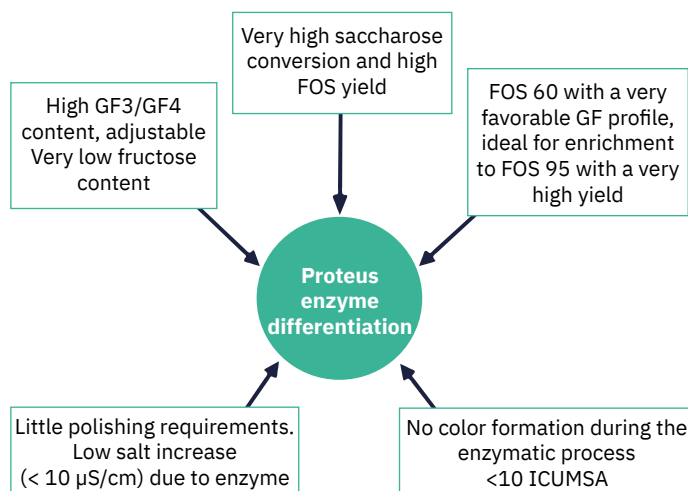 Very high saccharose
conversion and high
FOS yield
High GF3/GF4
content, adjustable
Very low fructose
content
FOS 60 with a very
favorable GF profile,
ideal for enrichment
to FOS 95 with a very
high yield
Proteus
enzyme
differentiation
Little polishing requirements.
Low salt increase
(< 10 µS/cm) due to enzyme
No color formation during the
enzymatic process
<10 ICUMSA